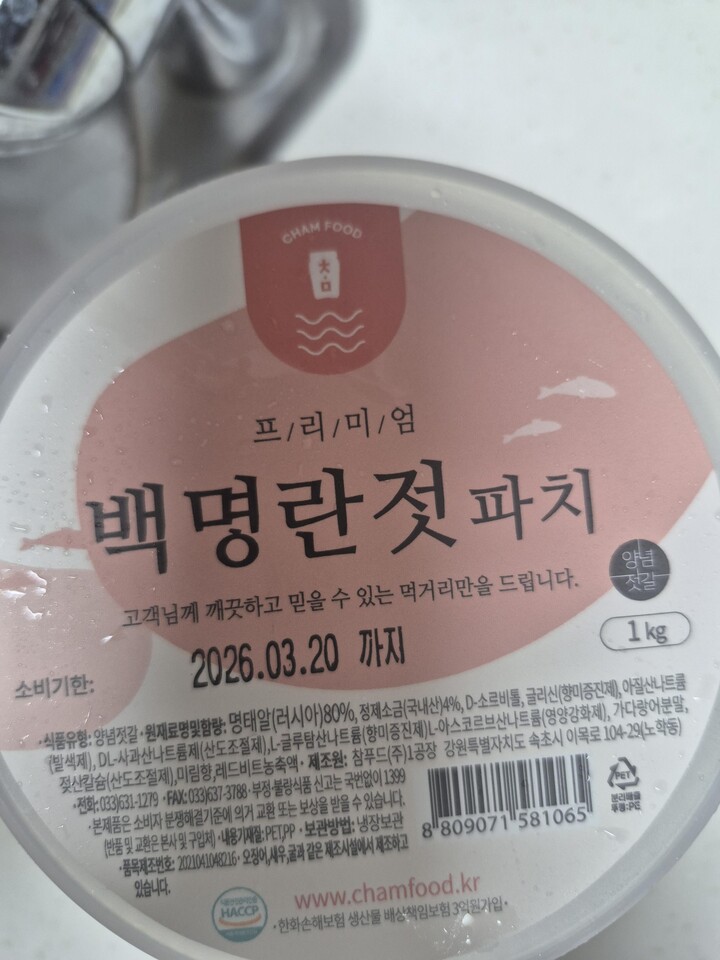 CHAM FOOD
참
프/리/미/엄
백명란젓 파치
양념
젓갈
고객님께 깨끗하고 믿을 수 있는 먹거리만을 드립니다.
1kg
소비기한:
2026.03.20 까지
·식품유형: 양념젓갈·원재료명및함량: 명태알(러시아)80%, 정제소금(국내산)4%, D-소르비톨, 글리신(향미증진제), 아질산나트륨
(발색제), DL-사과산나트륨제(산도조절제), L-글루탐산나트륨(향미증진제)L-아스코르브산나트륨(영양강화제), 가다랑어분말,
젖산칼슘(산도조절제),미림향,레드비트농축액·제조원: 참푸드(주)1공장 강원특별자치도 속초시 이목로 104-29(노학동)
·전화: 033)631-1279 ·FAX: 033)637-3788·부정·불량식품 신고는 국번없이 1399
·본제품은 소비자 분쟁해결기준에 의거 교환 또는 보상을 받을 수 있습니다.
(반품 및 교환은 본사 및 구입처)·내용기재질: PET,PP ·보관방법: 냉장보관
·품목제조번호: 2021041048216·오징어,새우,굴과 같은 제조시설에서 제조하고
있습니다.
PET
분리배출
뚜껑:PE
8 809071 581065
HACCP
www.chamfood.kr
·한화손해보험 생산물 배상책임보험 3억원가입·